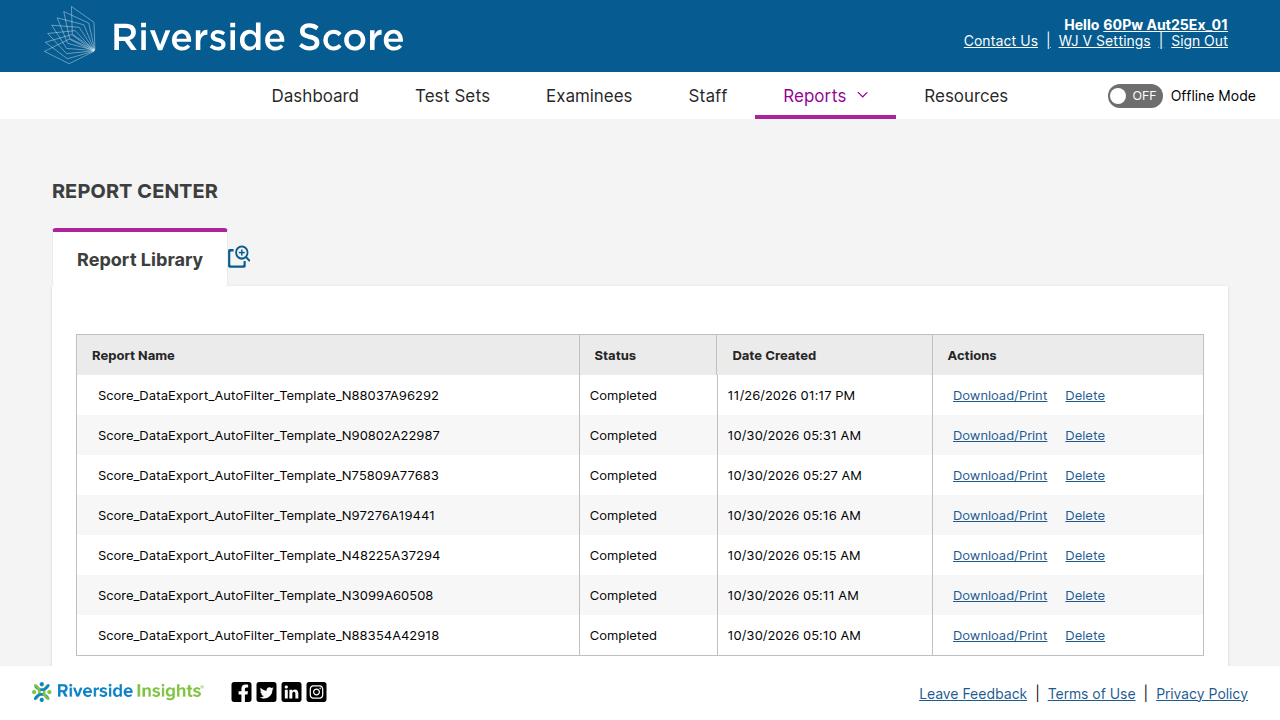 Riverside Score
Hello 60Pw Aut25Ex_01
Contact Us | WJ V Settings | Sign Out
Dashboard Test Sets Examinees Staff Reports Resources OFF Offline Mode
REPORT CENTER
Report Library
Report Name Status Date Created Actions
Score_DataExport_AutoFilter_Template_N88037A96292 Completed 11/26/2026 01:17 PM Download/Print Delete
Score_DataExport_AutoFilter_Template_N90802A22987 Completed 10/30/2026 05:31 AM Download/Print Delete
Score_DataExport_AutoFilter_Template_N75809A77683 Completed 10/30/2026 05:27 AM Download/Print Delete
Score_DataExport_AutoFilter_Template_N97276A19441 Completed 10/30/2026 05:16 AM Download/Print Delete
Score_DataExport_AutoFilter_Template_N48225A37294 Completed 10/30/2026 05:15 AM Download/Print Delete
Score_DataExport_AutoFilter_Template_N3099A60508 Completed 10/30/2026 05:11 AM Download/Print Delete
Score_DataExport_AutoFilter_Template_N88354A42918 Completed 10/30/2026 05:10 AM Download/Print Delete
Riverside Insights Leave Feedback | Terms of Use | Privacy Policy